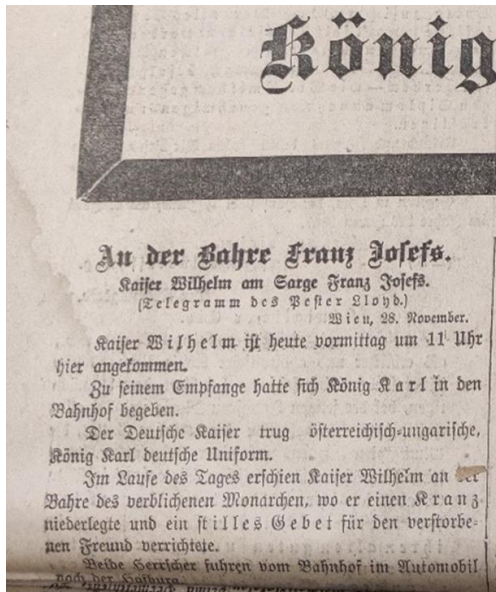 König
An der Bahre Franz Josefs.
Kaiser Wilhelm am Sarge Franz Josefs.
(Telegramm des Pester Lloyd.)
Wien, 28. November.
Kaiser Wilhelm ist heute vormittag um 11 Uhr
hier angekommen.
Zu seinem Empfange hatte sich König Karl in den
Bahnhof begeben.
Der Deutsche Kaiser trug österreichisch-ungarische,
König Karl deutsche Uniform.
Im Laufe des Tages erschien Kaiser Wilhelm an der
Bahre des verblichenen Monarchen, wo er einen Kranz
niederlegte und ein stilles Gebet für den verstorbe-
nen Freund verrichtete.
Beide Herrscher fuhren vom Bahnhof im Automobil
nach der Hofburg.